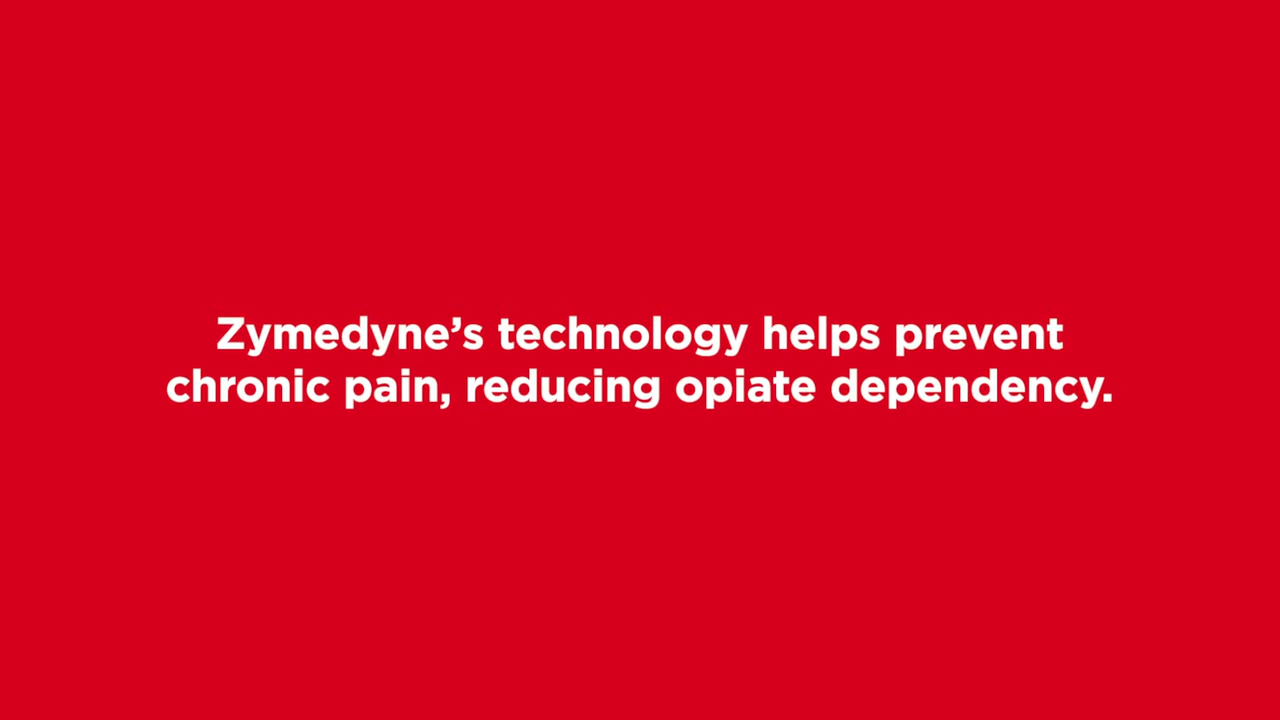 Zymedyne’s technology helps prevent
chronic pain, reducing opiate dependency.